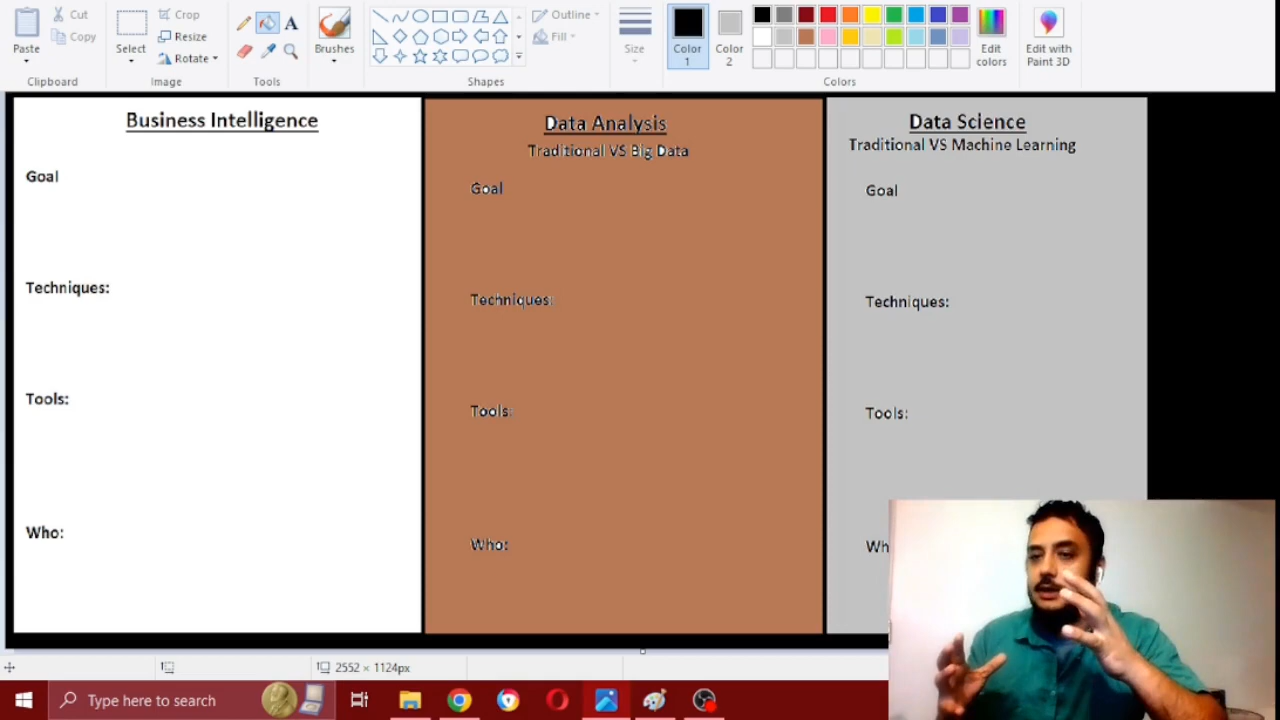 Cut
Copy
Paste
Clipboard
Select
Crop
Resize
Rotate
Image
Tools
Brushes
Outline
Fill
Shapes
Size
Color
1
Color
2
Edit
colors
Edit with
Paint 3D
Colors
Business Intelligence
Goal
Techniques:
Tools:
Who:
Data Analysis
Traditional VS Big Data
Goal
Techniques:
Tools:
Who:
Data Science
Traditional VS Machine Learning
Goal
Techniques:
Tools:
Wh
2552 × 1124px
Type here to search